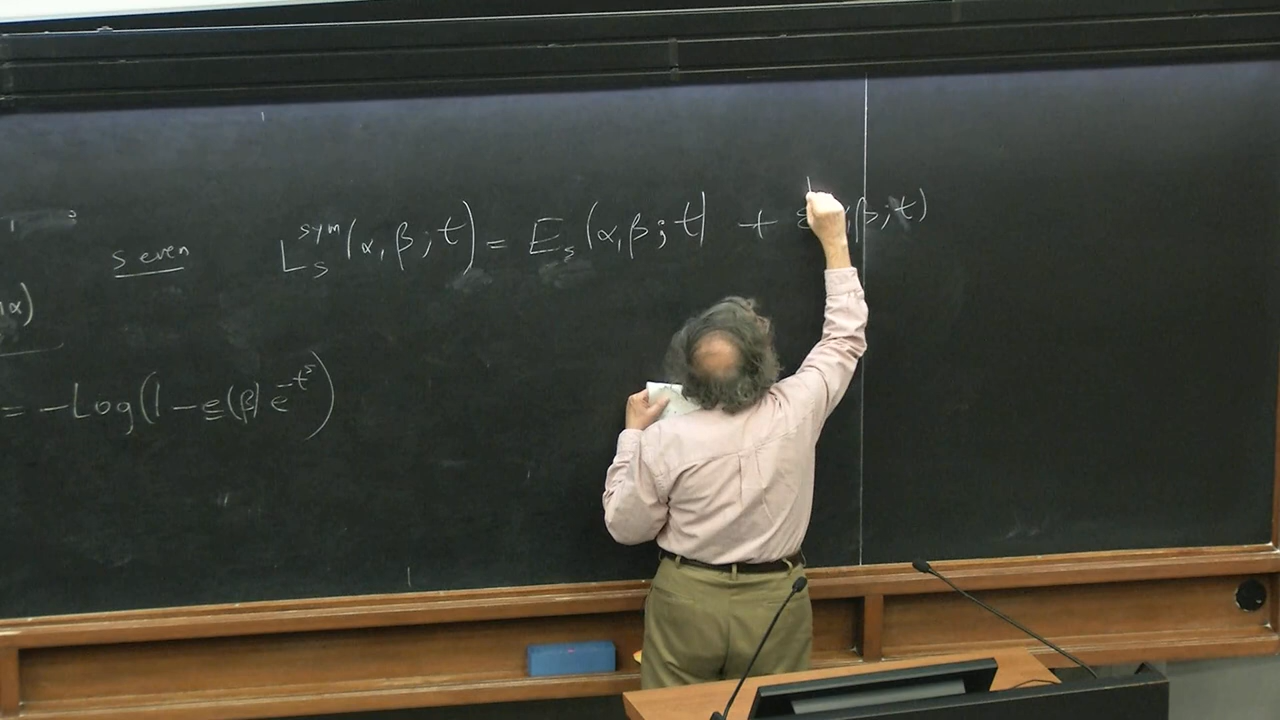 s even L_s^{sym}(α,β;t) = E_s(α,β;t) + ε ,β;t)
α)
= -Log(1-e(β)e^{-t^s})